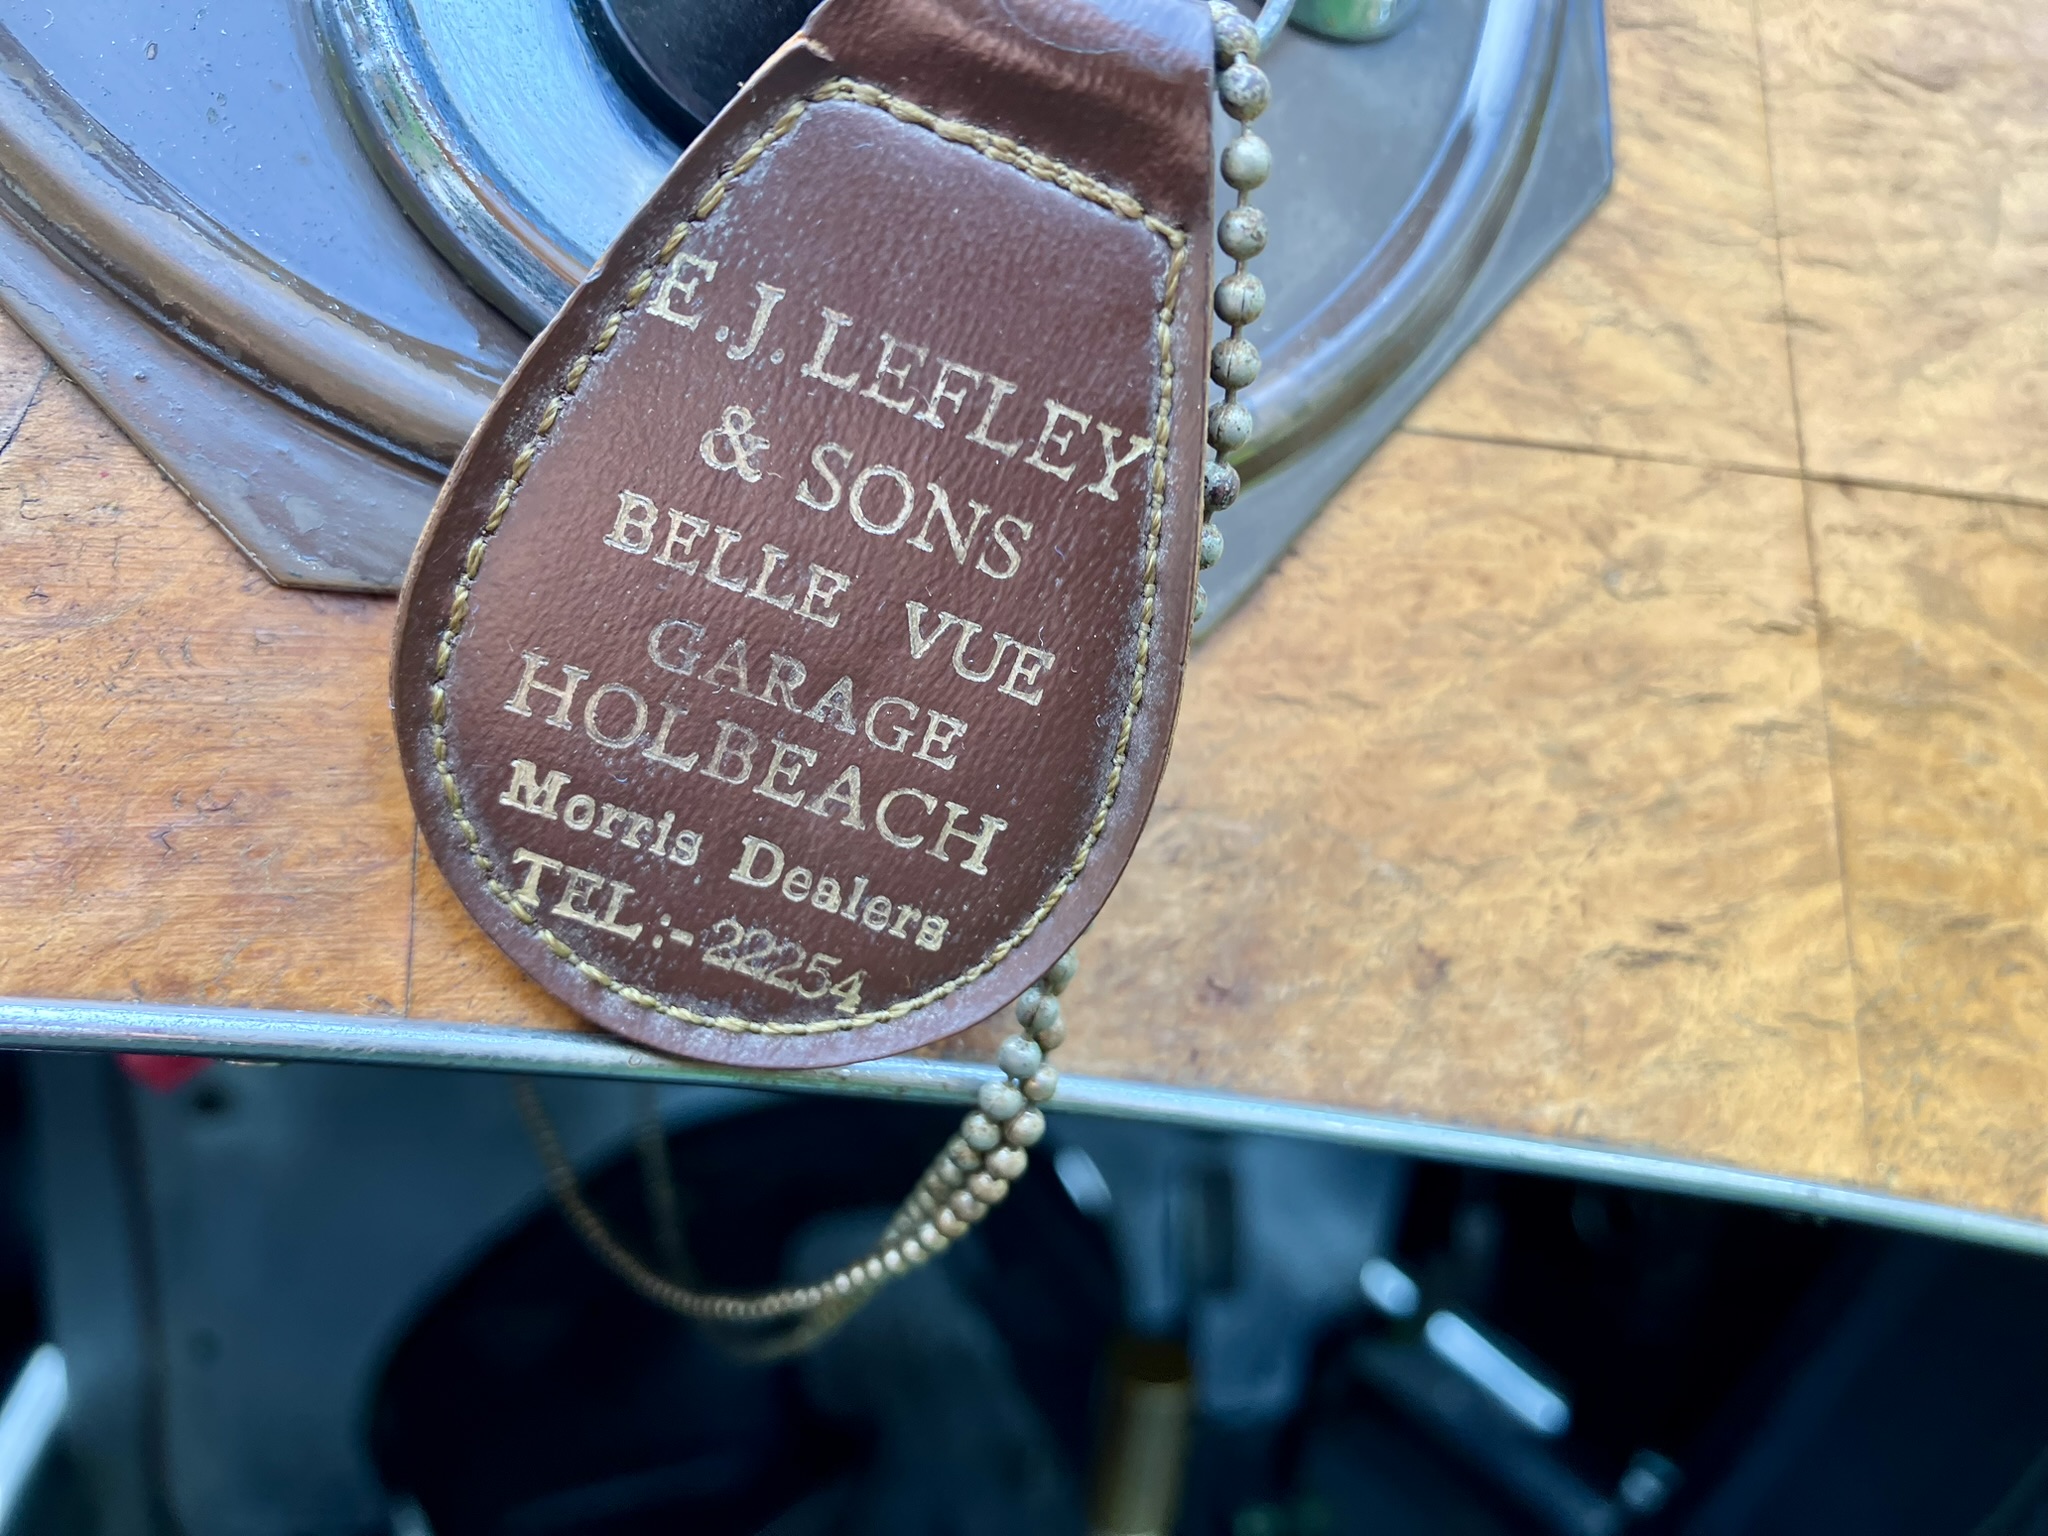 E.J. LEFLEY
& SONS
BELLE VUE
GARAGE
HOLBEACH
Morris Dealers
TEL:- 22254